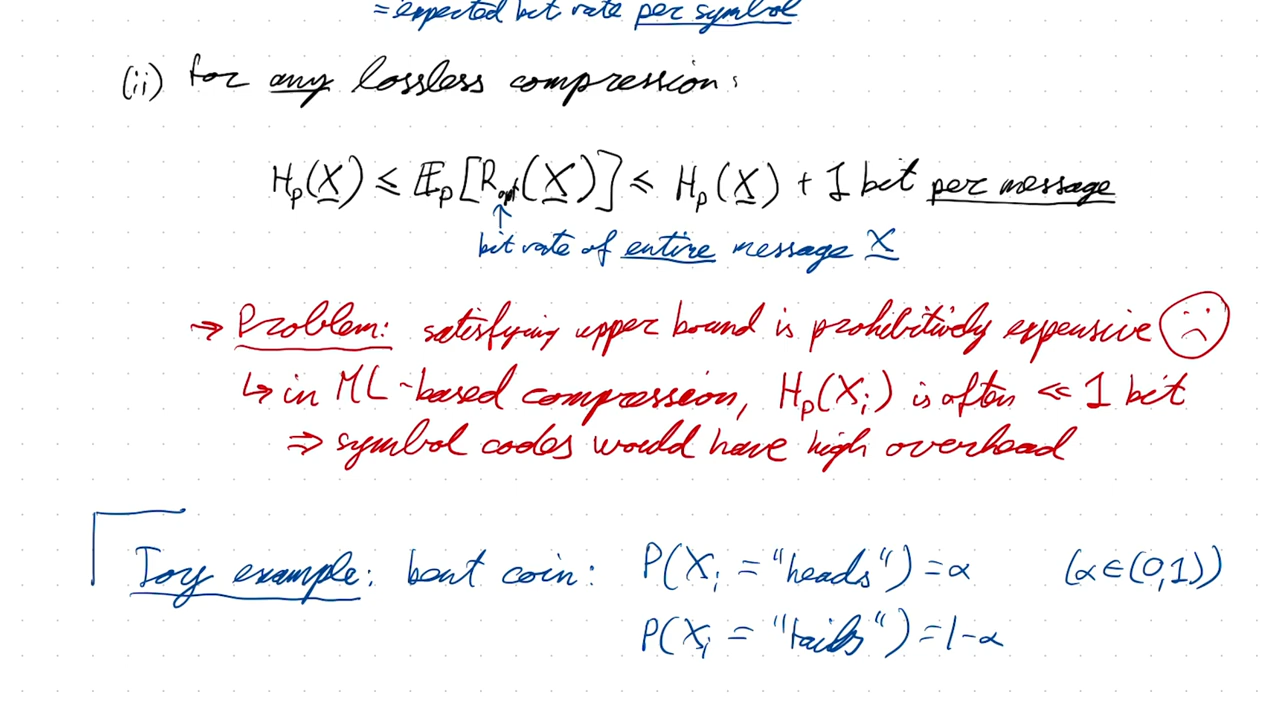 = expected bit rate per symbol
(ii) for any lossless compression:
H_p(X) ≤ E_p[R_opt(X)] ≤ H_p(X) + 1 bit per message
↑
bit rate of entire message X
→ Problem: satisfying upper bound is prohibitively expensive ☹
↳ in ML-based compression, H_p(X_i) is often ≪ 1 bit
⇒ symbol codes would have high overhead
Toy example: bent coin: P(X_i = "heads") = α (α ∈ (0,1))
P(X_i = "tails") = 1-α